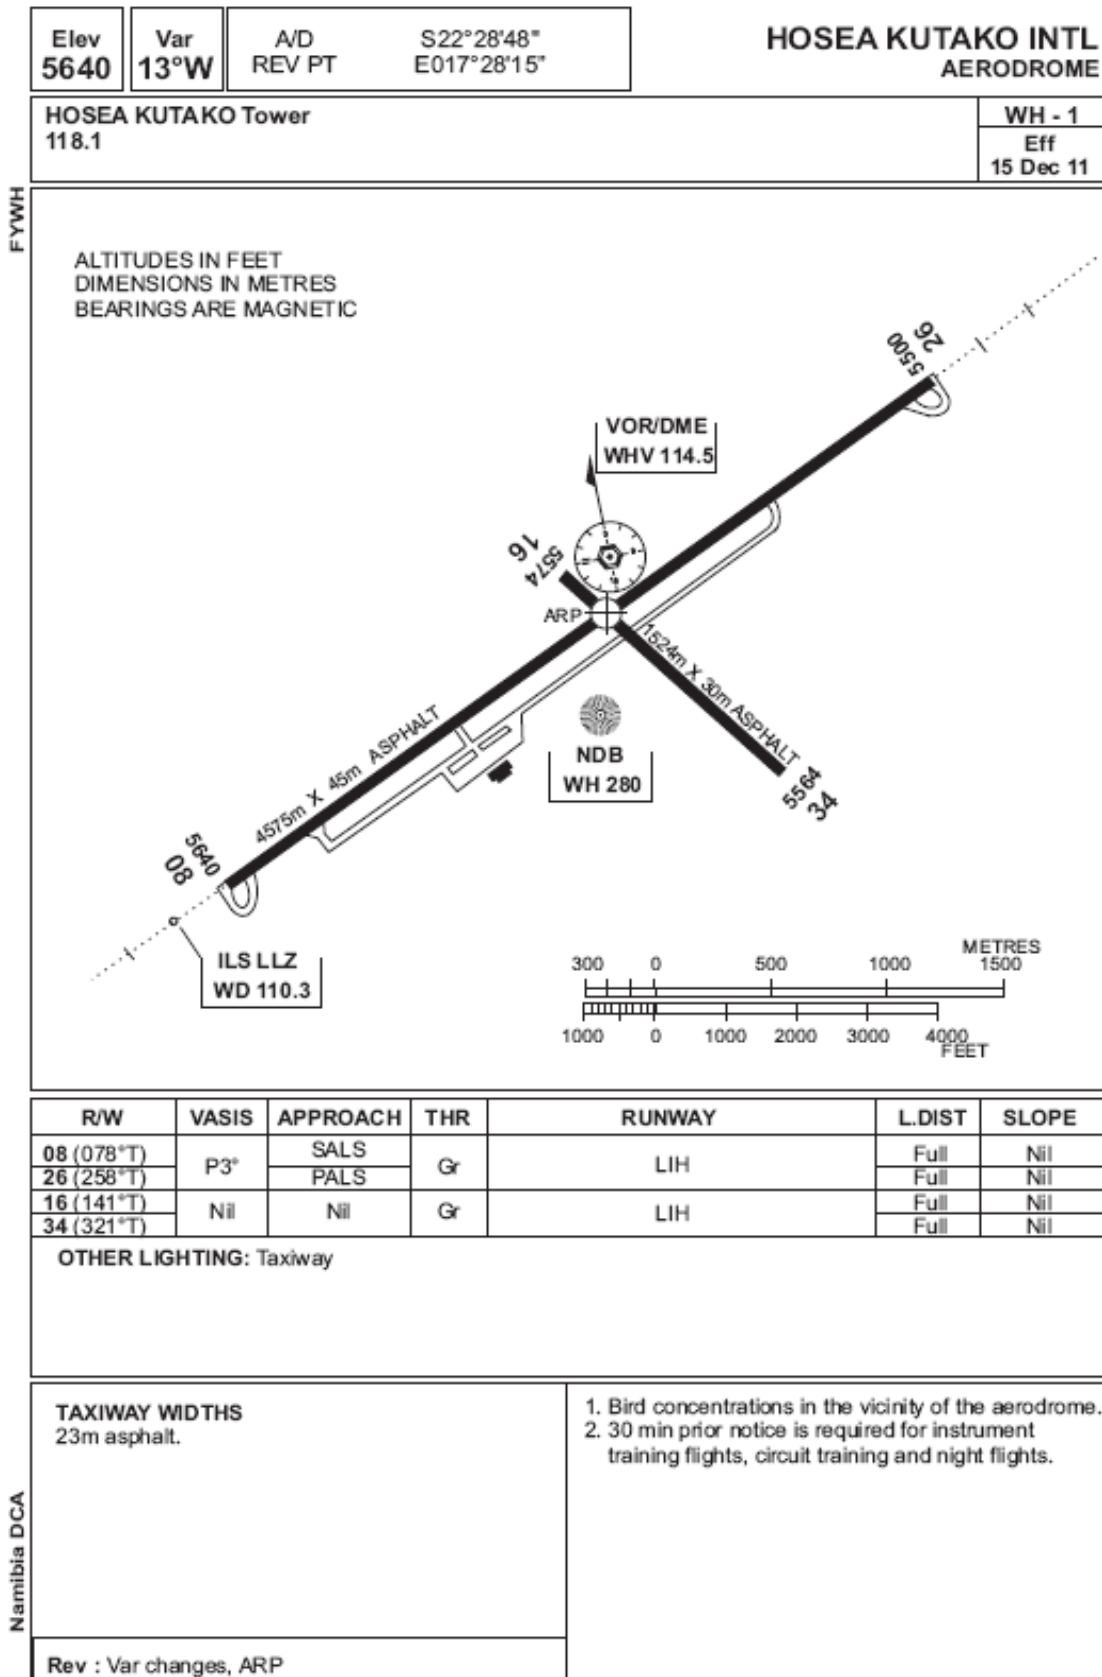 Elev
5640
Var
13°W
A/D
REV PT
S22°28'48"
E017°28'15"
HOSEA KUTAKO INTL
AERODROME
HOSEA KUTAKO Tower
118.1
WH - 1
Eff
15 Dec 11
FYWH
ALTITUDES IN FEET
DIMENSIONS IN METRES
BEARINGS ARE MAGNETIC
26
5500
VOR/DME
WHV 114.5
16
5574
ARP
1524m X 30m ASPHALT
4575m X 45m ASPHALT
NDB
WH 280
5564
34
5640
08
ILS LLZ
WD 110.3
METRES
300 0 500 1000 1500
1000 0 1000 2000 3000 4000
FEET
R/W VASIS APPROACH THR RUNWAY L.DIST SLOPE
08 (078°T) P3° SALS Gr LIH Full Nil
26 (258°T) PALS Full Nil
16 (141°T) Nil Nil Gr LIH Full Nil
34 (321°T) Full Nil
OTHER LIGHTING: Taxiway
TAXIWAY WIDTHS
23m asphalt.
1. Bird concentrations in the vicinity of the aerodrome.
2. 30 min prior notice is required for instrument
training flights, circuit training and night flights.
Namibia DCA
Rev : Var changes, ARP